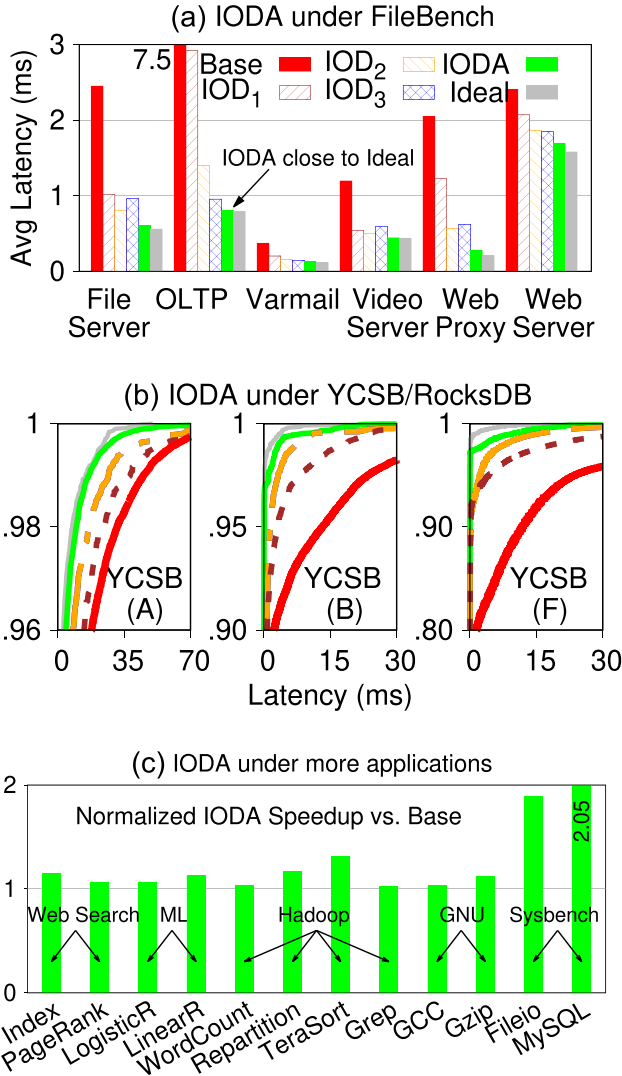 (a) IODA under FileBench
Avg Latency (ms)
3
2
1
0
7.5
Base IOD2 IODA
IOD1 IOD3 Ideal
IODA close to Ideal
File Server
OLTP
Varmail
Video Server
Web Proxy
Web Server
(b) IODA under YCSB/RocksDB
1
.98
.96
YCSB
(A)
0 35 70
1
.95
.90
YCSB
(B)
0 15 30
1
.90
.80
YCSB
(F)
0 15 30
Latency (ms)
(c) IODA under more applications
2
1
0
Normalized IODA Speedup vs. Base
2.05
Web Search ML Hadoop GNU Sysbench
Index
PageRank
LogisticR
LinearR
WordCount
Repartition
TeraSort
Grep
GCC
Gzip
Fileio
MySQL